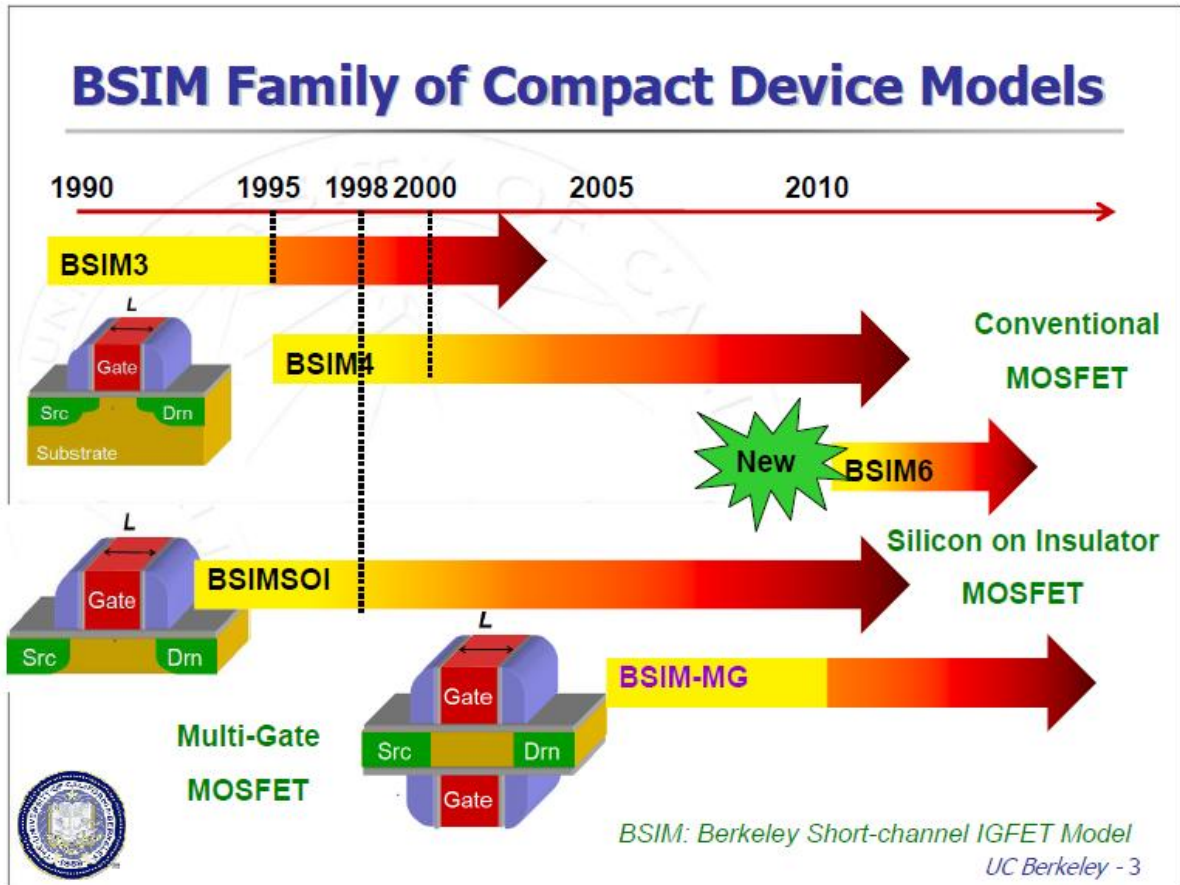 BSIM Family of Compact Device Models
1990 1995 1998 2000 2005 2010
BSIM3
L
Gate
Src Drn
Substrate
BSIM4
Conventional
MOSFET
New
BSIM6
L
Gate
Src Drn
BSIMSOI
Silicon on Insulator
MOSFET
L
Gate
Src Drn
Gate
BSIM-MG
Multi-Gate
MOSFET
BSIM: Berkeley Short-channel IGFET Model
UC Berkeley - 3